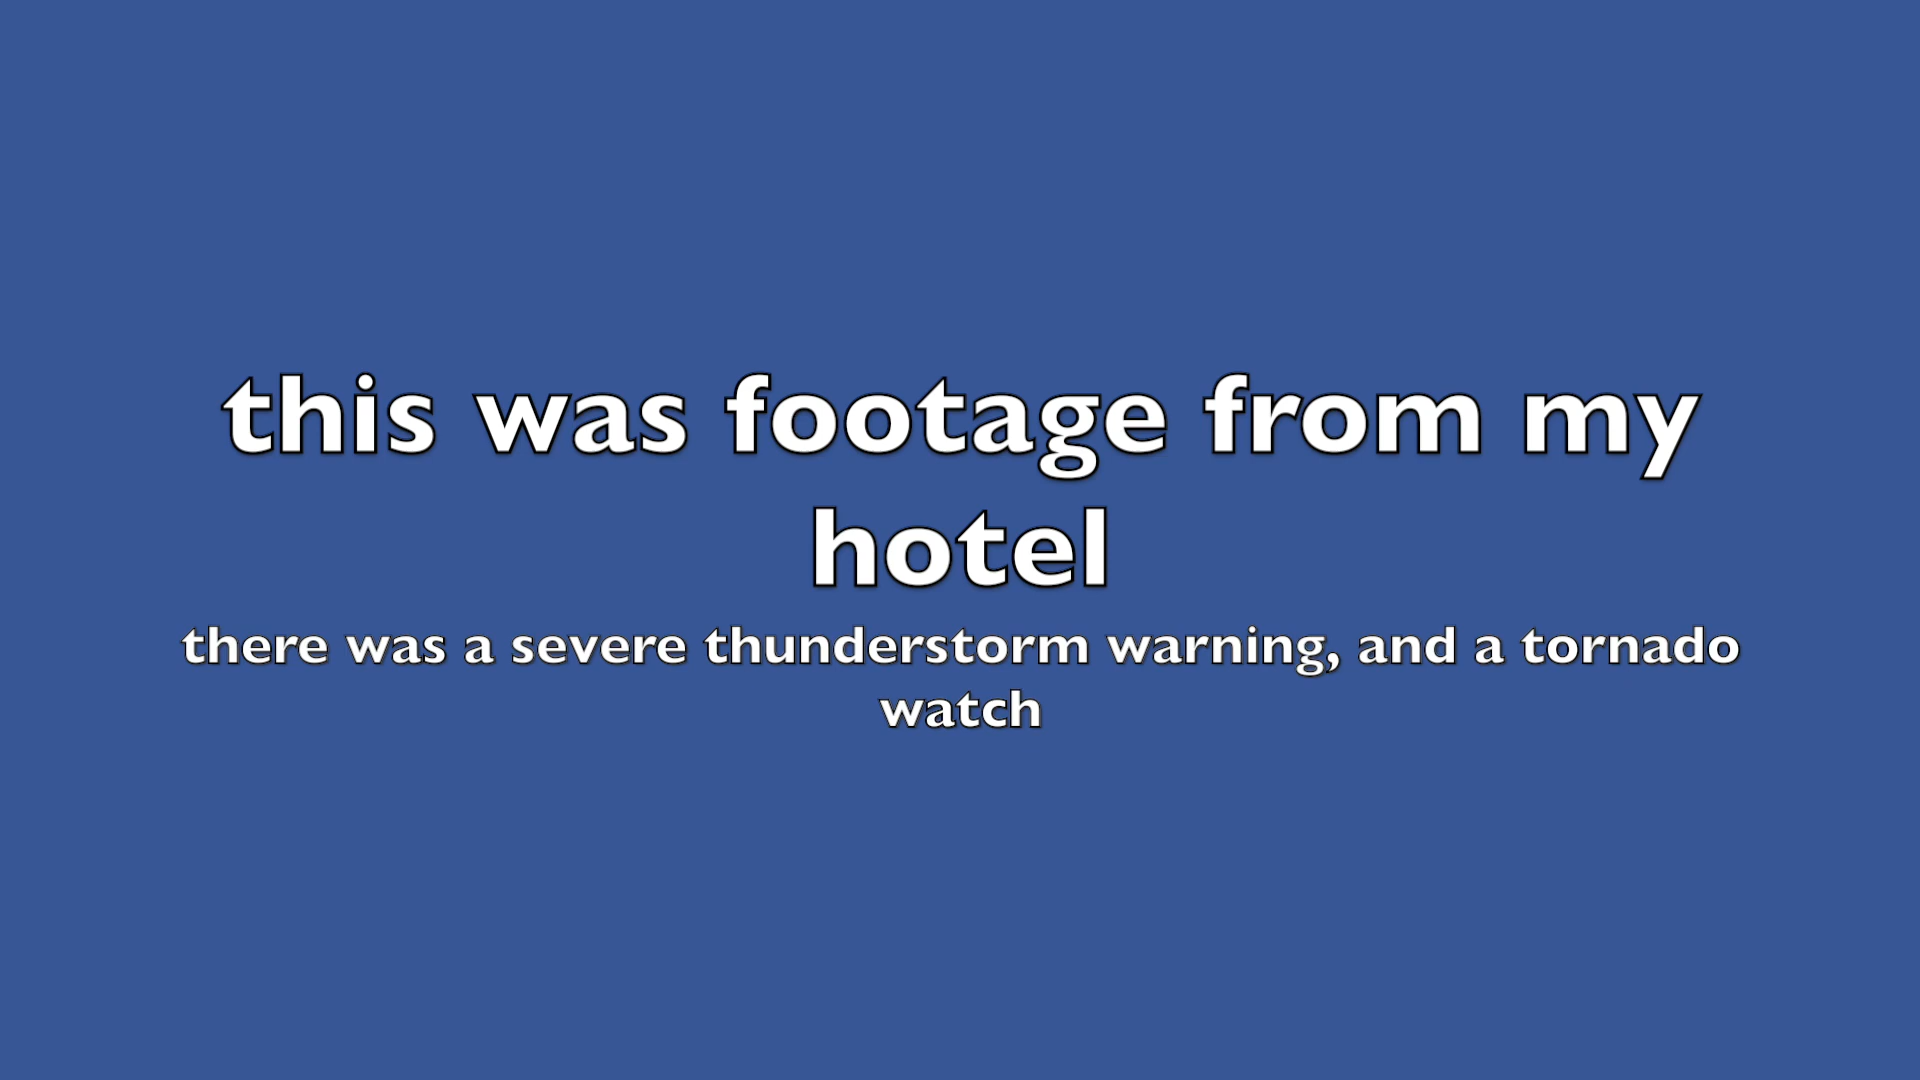 this was footage from my
hotel
there was a severe thunderstorm warning, and a tornado
watch